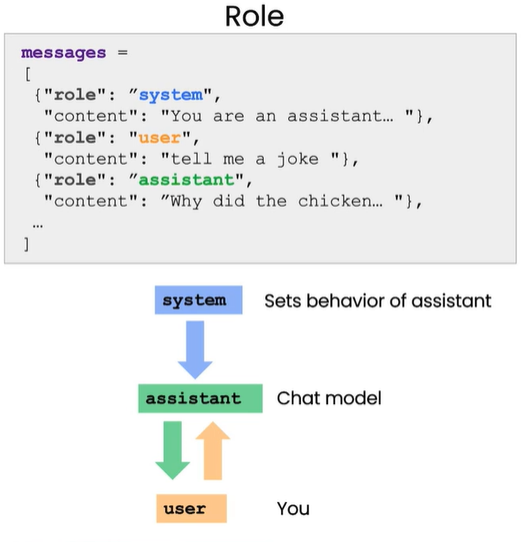 Role
messages =
[
{"role": ″system",
"content": "You are an assistant… "},
{"role": "user",
"content": "tell me a joke "},
{"role": ″assistant",
"content": ″Why did the chicken… "},
…
]
system Sets behavior of assistant
assistant Chat model
user You